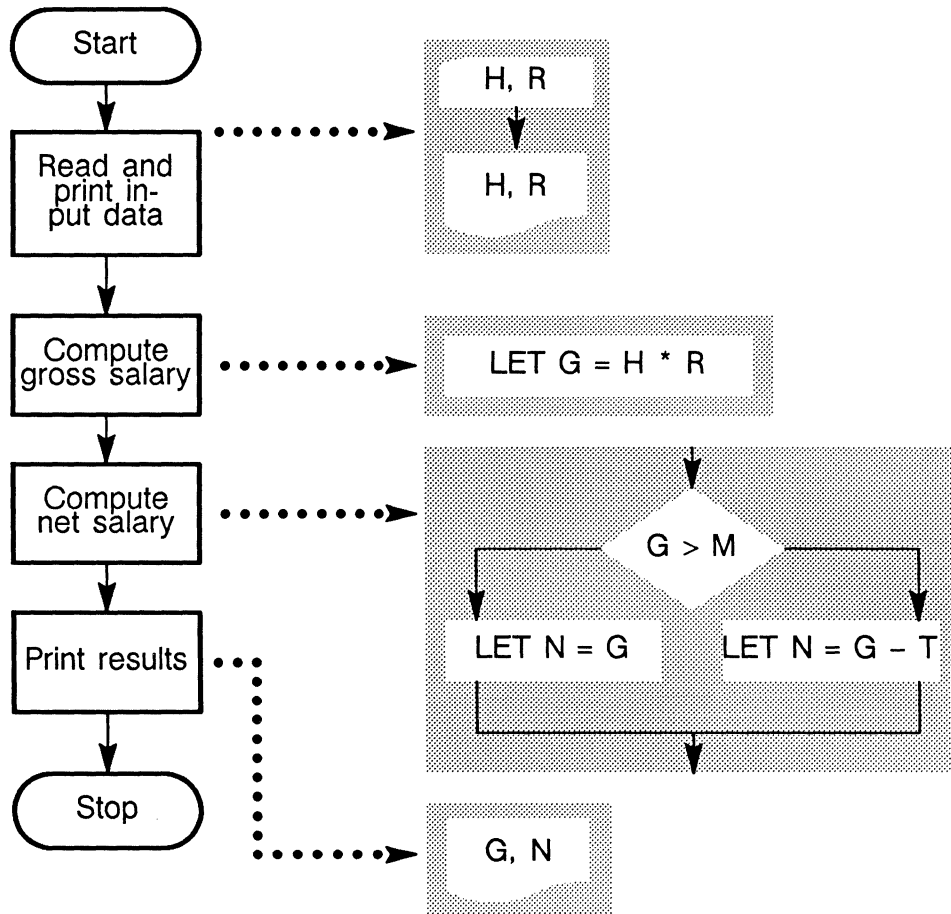 Start
Read and
print in-
put data
Compute
gross salary
Compute
net salary
Print results
Stop
H, R
H, R
LET G = H * R
G > M
LET N = G
LET N = G – T
G, N